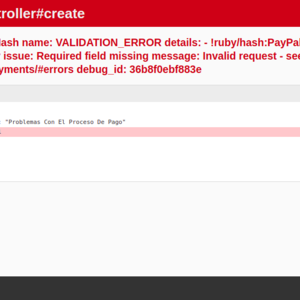 troller#create
Hash name: VALIDATION_ERROR details: - !ruby/hash:PayPal
issue: Required field missing message: Invalid request - see
yments/#errors debug_id: 36b8f0ebf883e
"Problemas Con El Proceso De Pago"